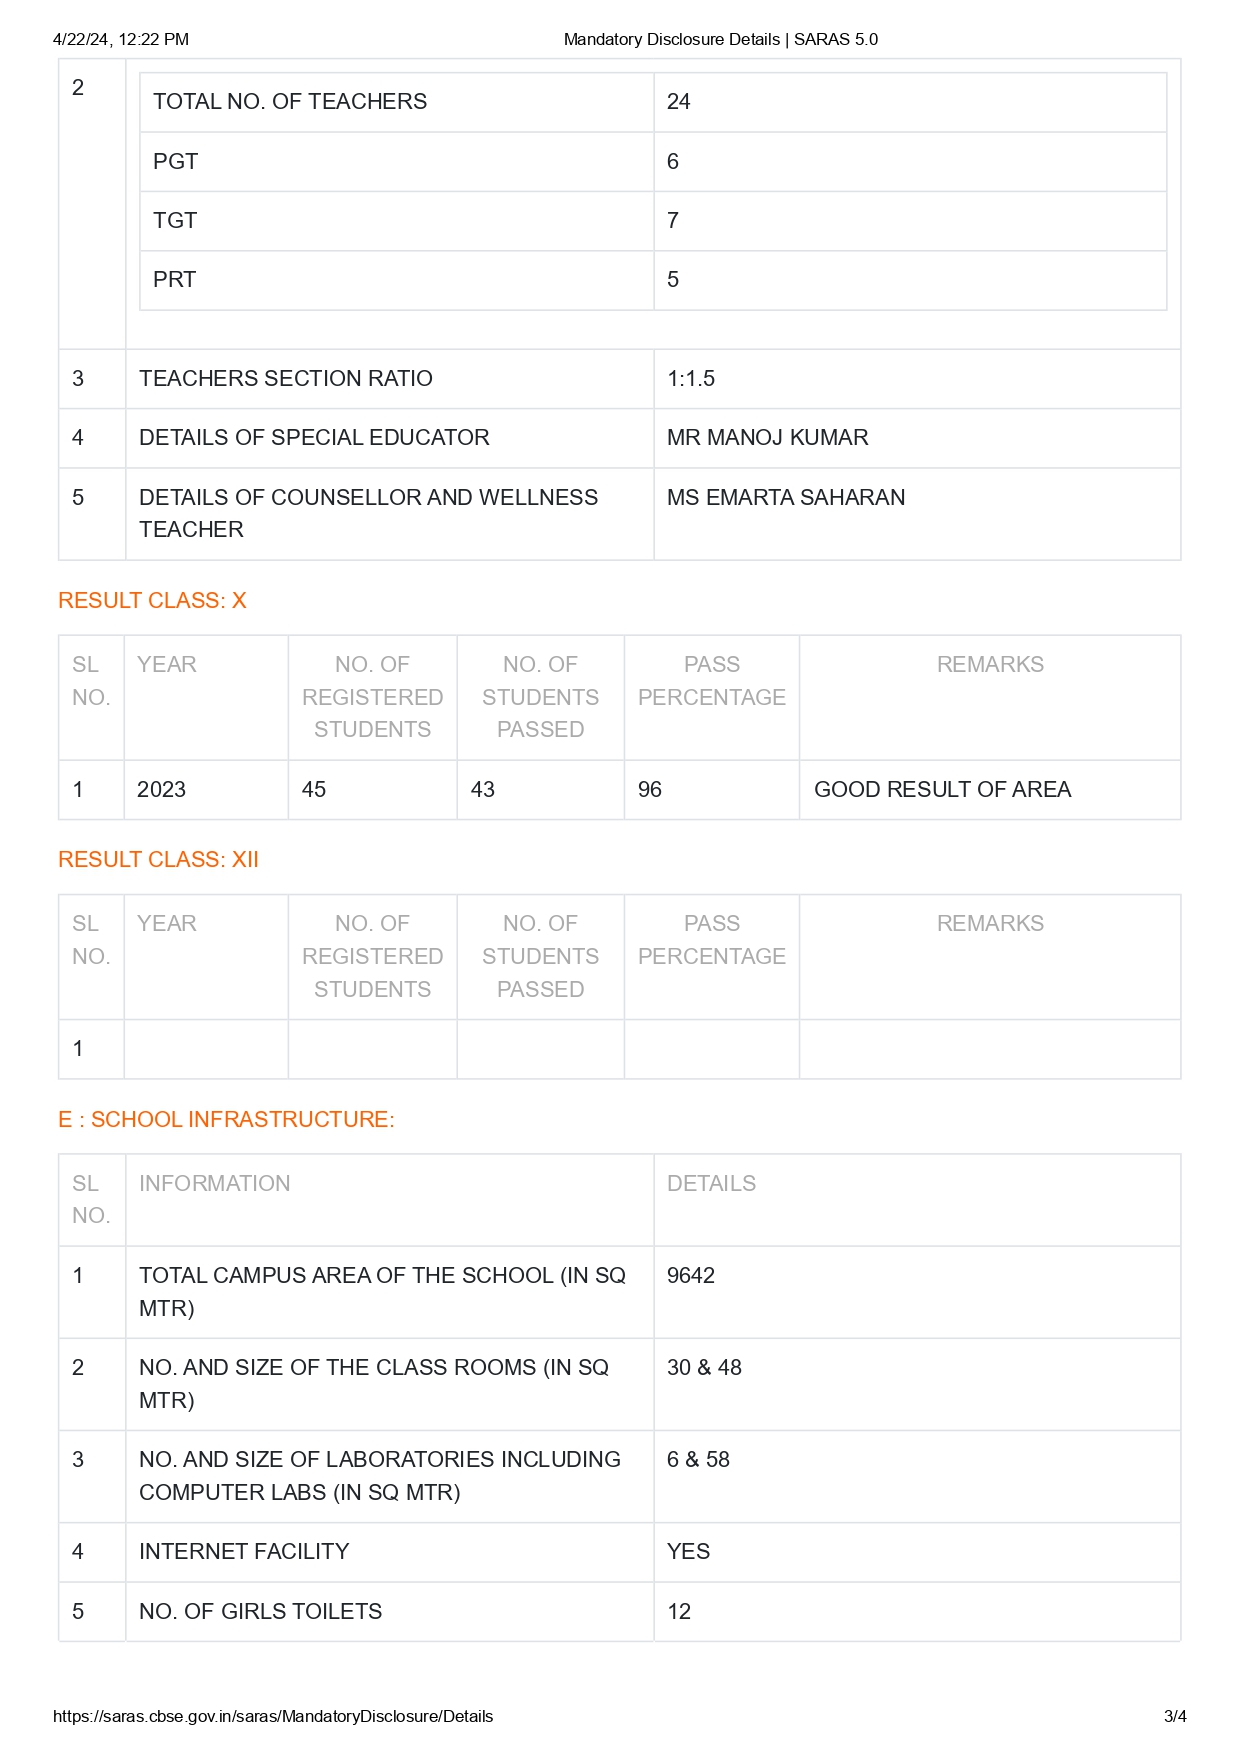 4/22/24, 12:22 PM Mandatory Disclosure Details | SARAS 5.0
2 TOTAL NO. OF TEACHERS 24
PGT 6
TGT 7
PRT 5
3 TEACHERS SECTION RATIO 1:1.5
4 DETAILS OF SPECIAL EDUCATOR MR MANOJ KUMAR
5 DETAILS OF COUNSELLOR AND WELLNESS MS EMARTA SAHARAN
TEACHER
RESULT CLASS: X
SL YEAR NO. OF NO. OF PASS REMARKS
NO. REGISTERED STUDENTS PERCENTAGE
STUDENTS PASSED
1 2023 45 43 96 GOOD RESULT OF AREA
RESULT CLASS: XII
SL YEAR NO. OF NO. OF PASS REMARKS
NO. REGISTERED STUDENTS PERCENTAGE
STUDENTS PASSED
1
E : SCHOOL INFRASTRUCTURE:
SL INFORMATION DETAILS
NO.
1 TOTAL CAMPUS AREA OF THE SCHOOL (IN SQ 9642
MTR)
2 NO. AND SIZE OF THE CLASS ROOMS (IN SQ 30 & 48
MTR)
3 NO. AND SIZE OF LABORATORIES INCLUDING 6 & 58
COMPUTER LABS (IN SQ MTR)
4 INTERNET FACILITY YES
5 NO. OF GIRLS TOILETS 12
https://saras.cbse.gov.in/saras/MandatoryDisclosure/Details 3/4